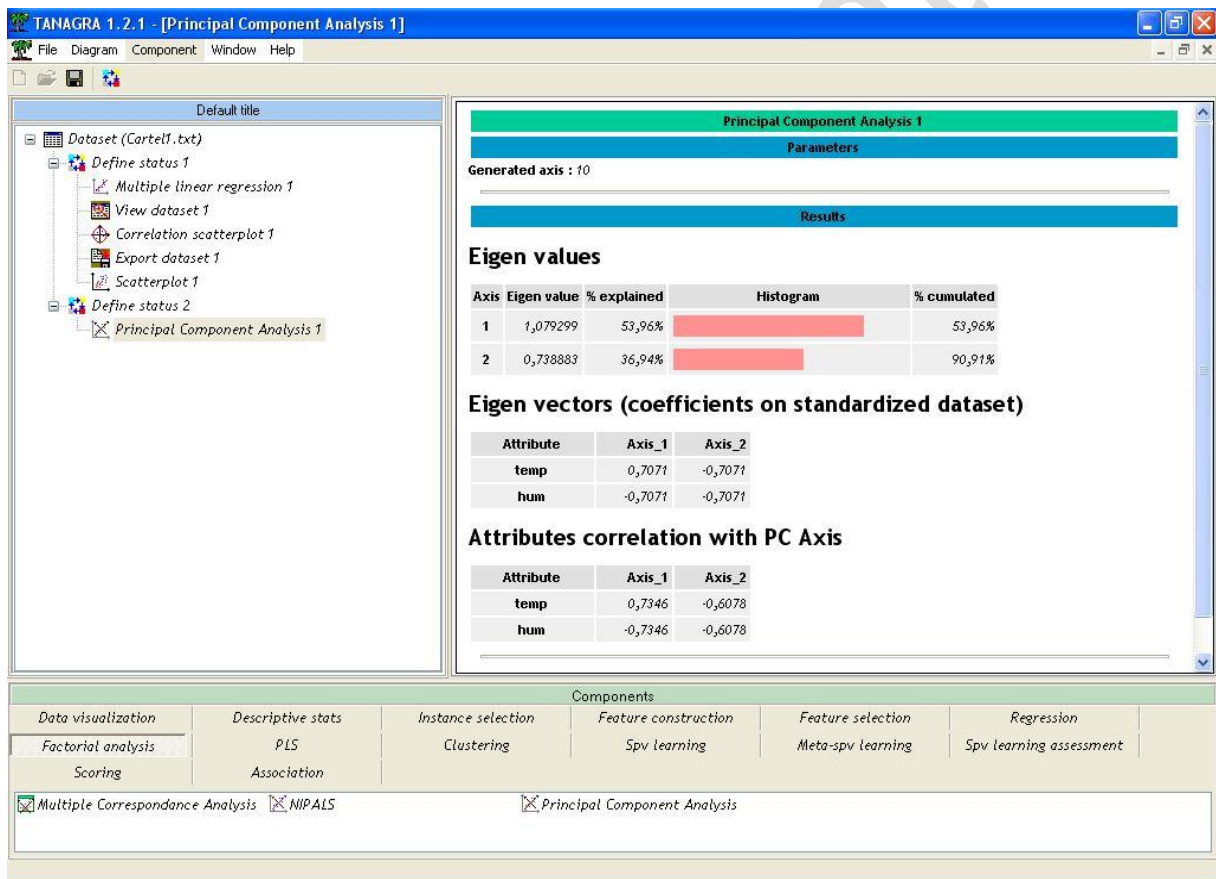 TANAGRA 1.2.1 - [Principal Component Analysis 1]
File Diagram Component Window Help
Default title
Dataset (Cartel1.txt)
Define status 1
Multiple linear regression 1
View dataset 1
Correlation scatterplot 1
Export dataset 1
Scatterplot 1
Define status 2
Principal Component Analysis 1
Principal Component Analysis 1
Parameters
Generated axis : 10
Results
Eigen values
Axis Eigen value % explained Histogram % cumulated
1 1,079299 53,96% 53,96%
2 0,738883 36,94% 90,91%
Eigen vectors (coefficients on standardized dataset)
Attribute Axis_1 Axis_2
temp 0,7071 -0,7071
hum -0,7071 -0,7071
Attributes correlation with PC Axis
Attribute Axis_1 Axis_2
temp 0,7346 -0,6078
hum -0,7346 -0,6078
Components
Data visualization Descriptive stats Instance selection Feature construction Feature selection Regression
Factorial analysis PLS Clustering Spv learning Meta-spv learning Spv learning assessment
Scoring Association
Multiple Correspondance Analysis NIPALS Principal Component Analysis